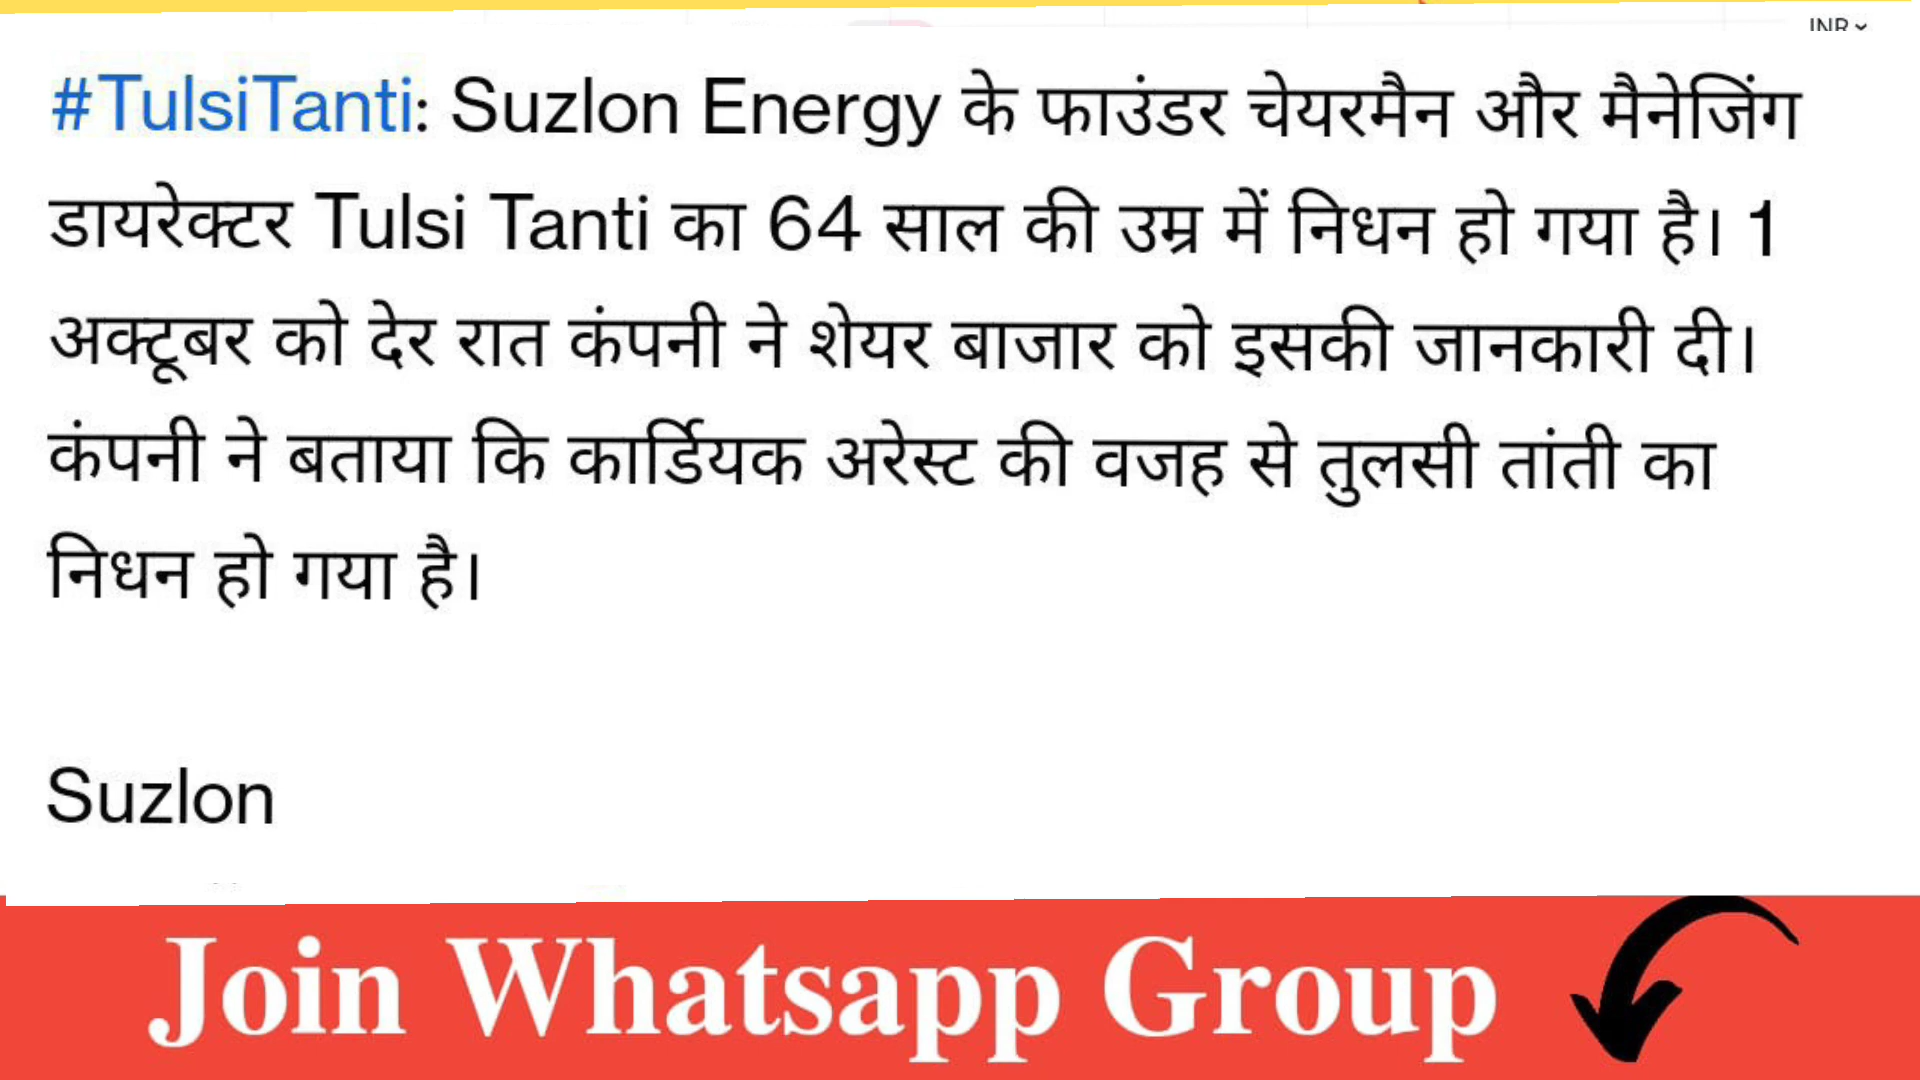 INR
#TulsiTanti: Suzlon Energy के फाउंडर चेयरमैन और मैनेजिंग
डायरेक्टर Tulsi Tanti का 64 साल की उम्र में निधन हो गया है। 1
अक्टूबर को देर रात कंपनी ने शेयर बाजार को इसकी जानकारी दी।
कंपनी ने बताया कि कार्डियक अरेस्ट की वजह से तुलसी तांती का
निधन हो गया है।
Suzlon
Join Whatsapp Group